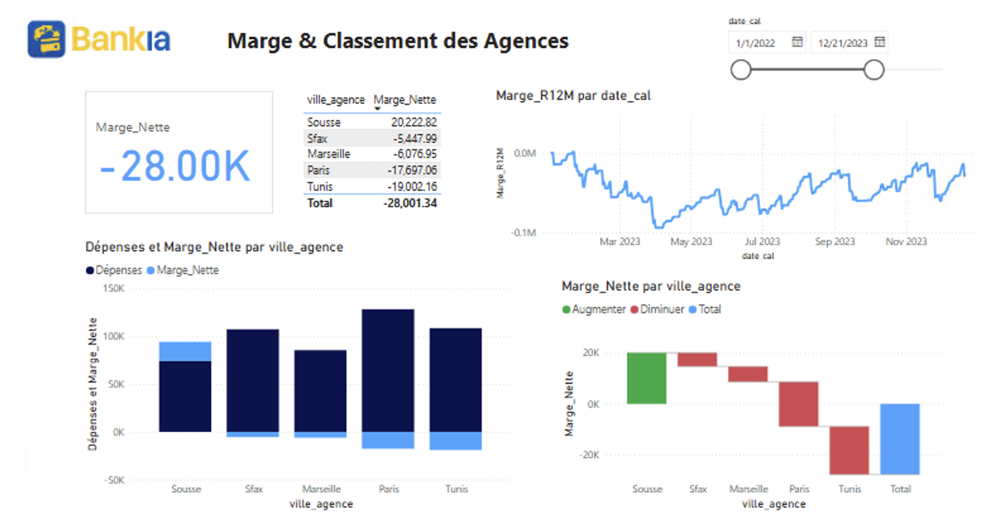 Bankia
Marge & Classement des Agences
date_cal
1/1/2022
12/21/2023
Marge_Nette
-28.00K
ville_agence Marge_Nette
Sousse 20,222.82
Sfax -5,447.99
Marseille -6,076.95
Paris -17,697.06
Tunis -19,002.16
Total -28,001.34
Marge_R12M par date_cal
Marge_R12M
0.0M
-0.1M
Mar 2023 May 2023 Jul 2023 Sep 2023 Nov 2023
date_cal
Dépenses et Marge_Nette par ville_agence
Dépenses Marge_Nette
Dépenses et Marge_Nette
150K
100K
50K
0K
-50K
Sousse Sfax Marseille Paris Tunis
ville_agence
Marge_Nette par ville_agence
Augmenter Diminuer Total
Marge_Nette
20K
0K
-20K
Sousse Sfax Marseille Paris Tunis Total
ville_agence